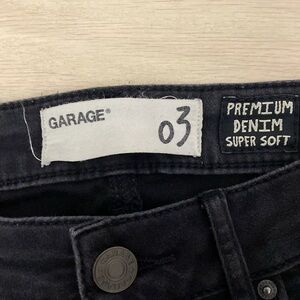 GARAGE®
03
PREMIUM
DENIM
SUPER SOFT